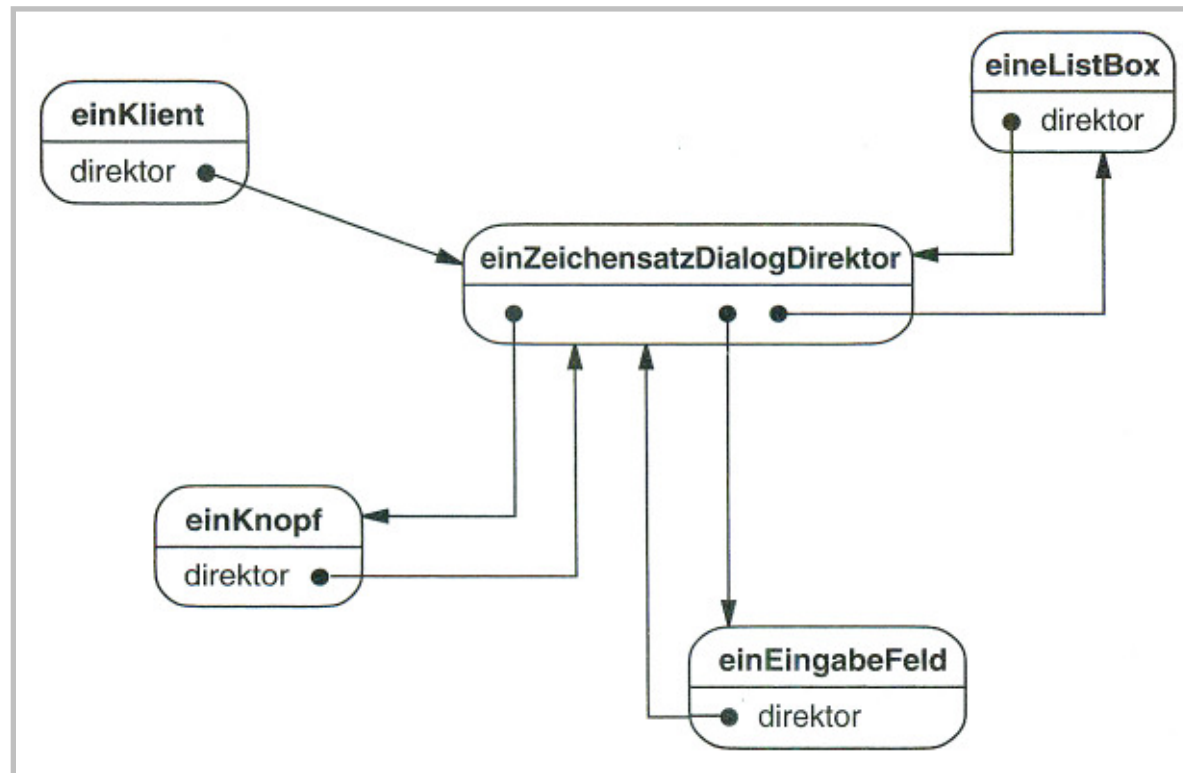 eineListBox
direktor
einKlient
direktor
einZeichensatzDialogDirektor
einKnopf
direktor
einEingabeFeld
direktor